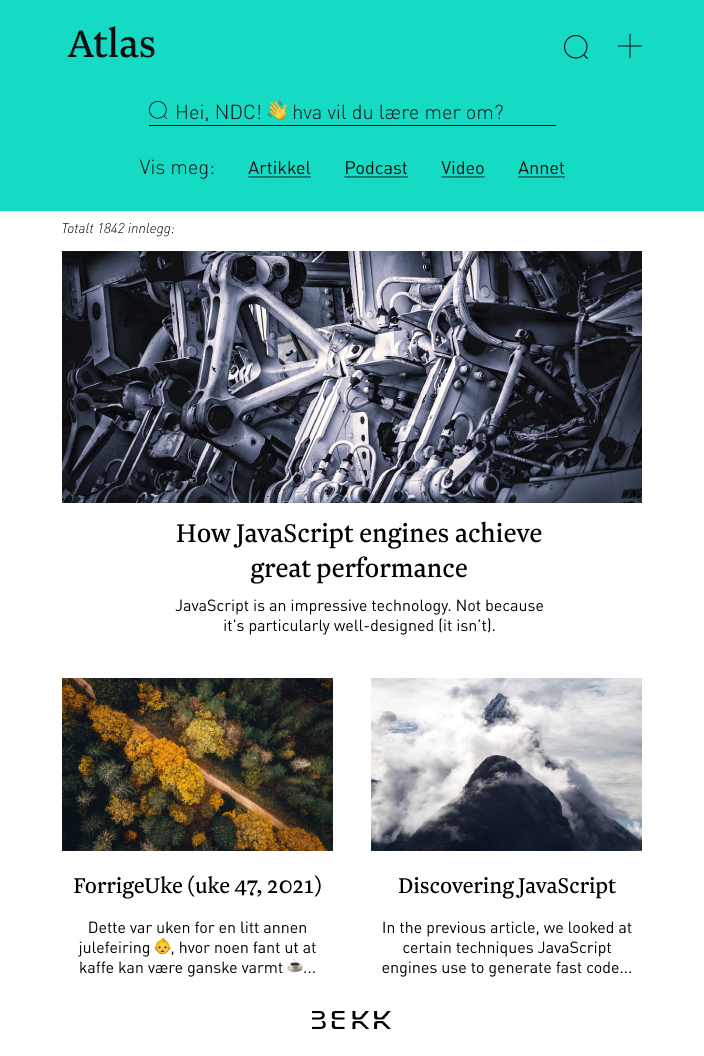 Atlas
Hei, NDC! 👋 hva vil du lære mer om?
Vis meg: Artikkel Podcast Video Annet
Totalt 1842 innlegg:
How JavaScript engines achieve
great performance
JavaScript is an impressive technology. Not because
it's particularly well-designed (it isn't).
ForrigeUke (uke 47, 2021)
Dette var uken for en litt annen
julefeiring 👶, hvor noen fant ut at
kaffe kan være ganske varmt ☕...
Discovering JavaScript
In the previous article, we looked at
certain techniques JavaScript
engines use to generate fast code...
BEKK